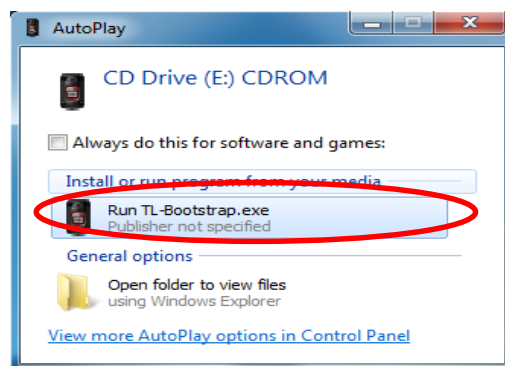 AutoPlay
CD Drive (E:) CDROM
Always do this for software and games:
Install or run program from your media
Run TL-Bootstrap.exe
Publisher not specified
General options
Open folder to view files
using Windows Explorer
View more AutoPlay options in Control Panel